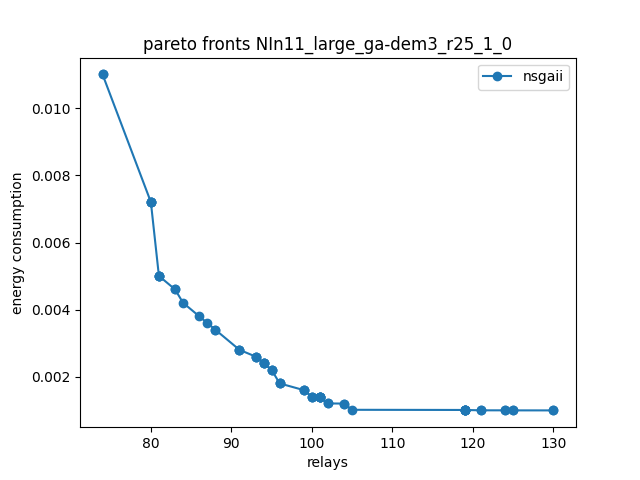 pareto fronts NIn11_large_ga-dem3_r25_1_0
nsgaii
energy consumption
0.010
0.008
0.006
0.004
0.002
80 90 100 110 120 130
relays